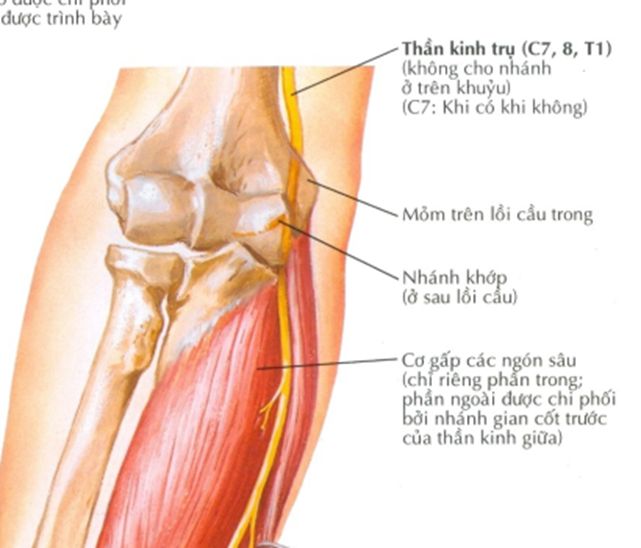 được trình bày
Thần kinh trụ (C7, 8, T1)
(không cho nhánh
ở trên khuỷu)
(C7: Khi có khi không)
Mỏm trên lồi cầu trong
Nhánh khớp
(ở sau lồi cầu)
Cơ gấp các ngón sâu
(chỉ riêng phần trong;
phần ngoài được chi phối
bởi nhánh gian cốt trước
của thần kinh giữa)